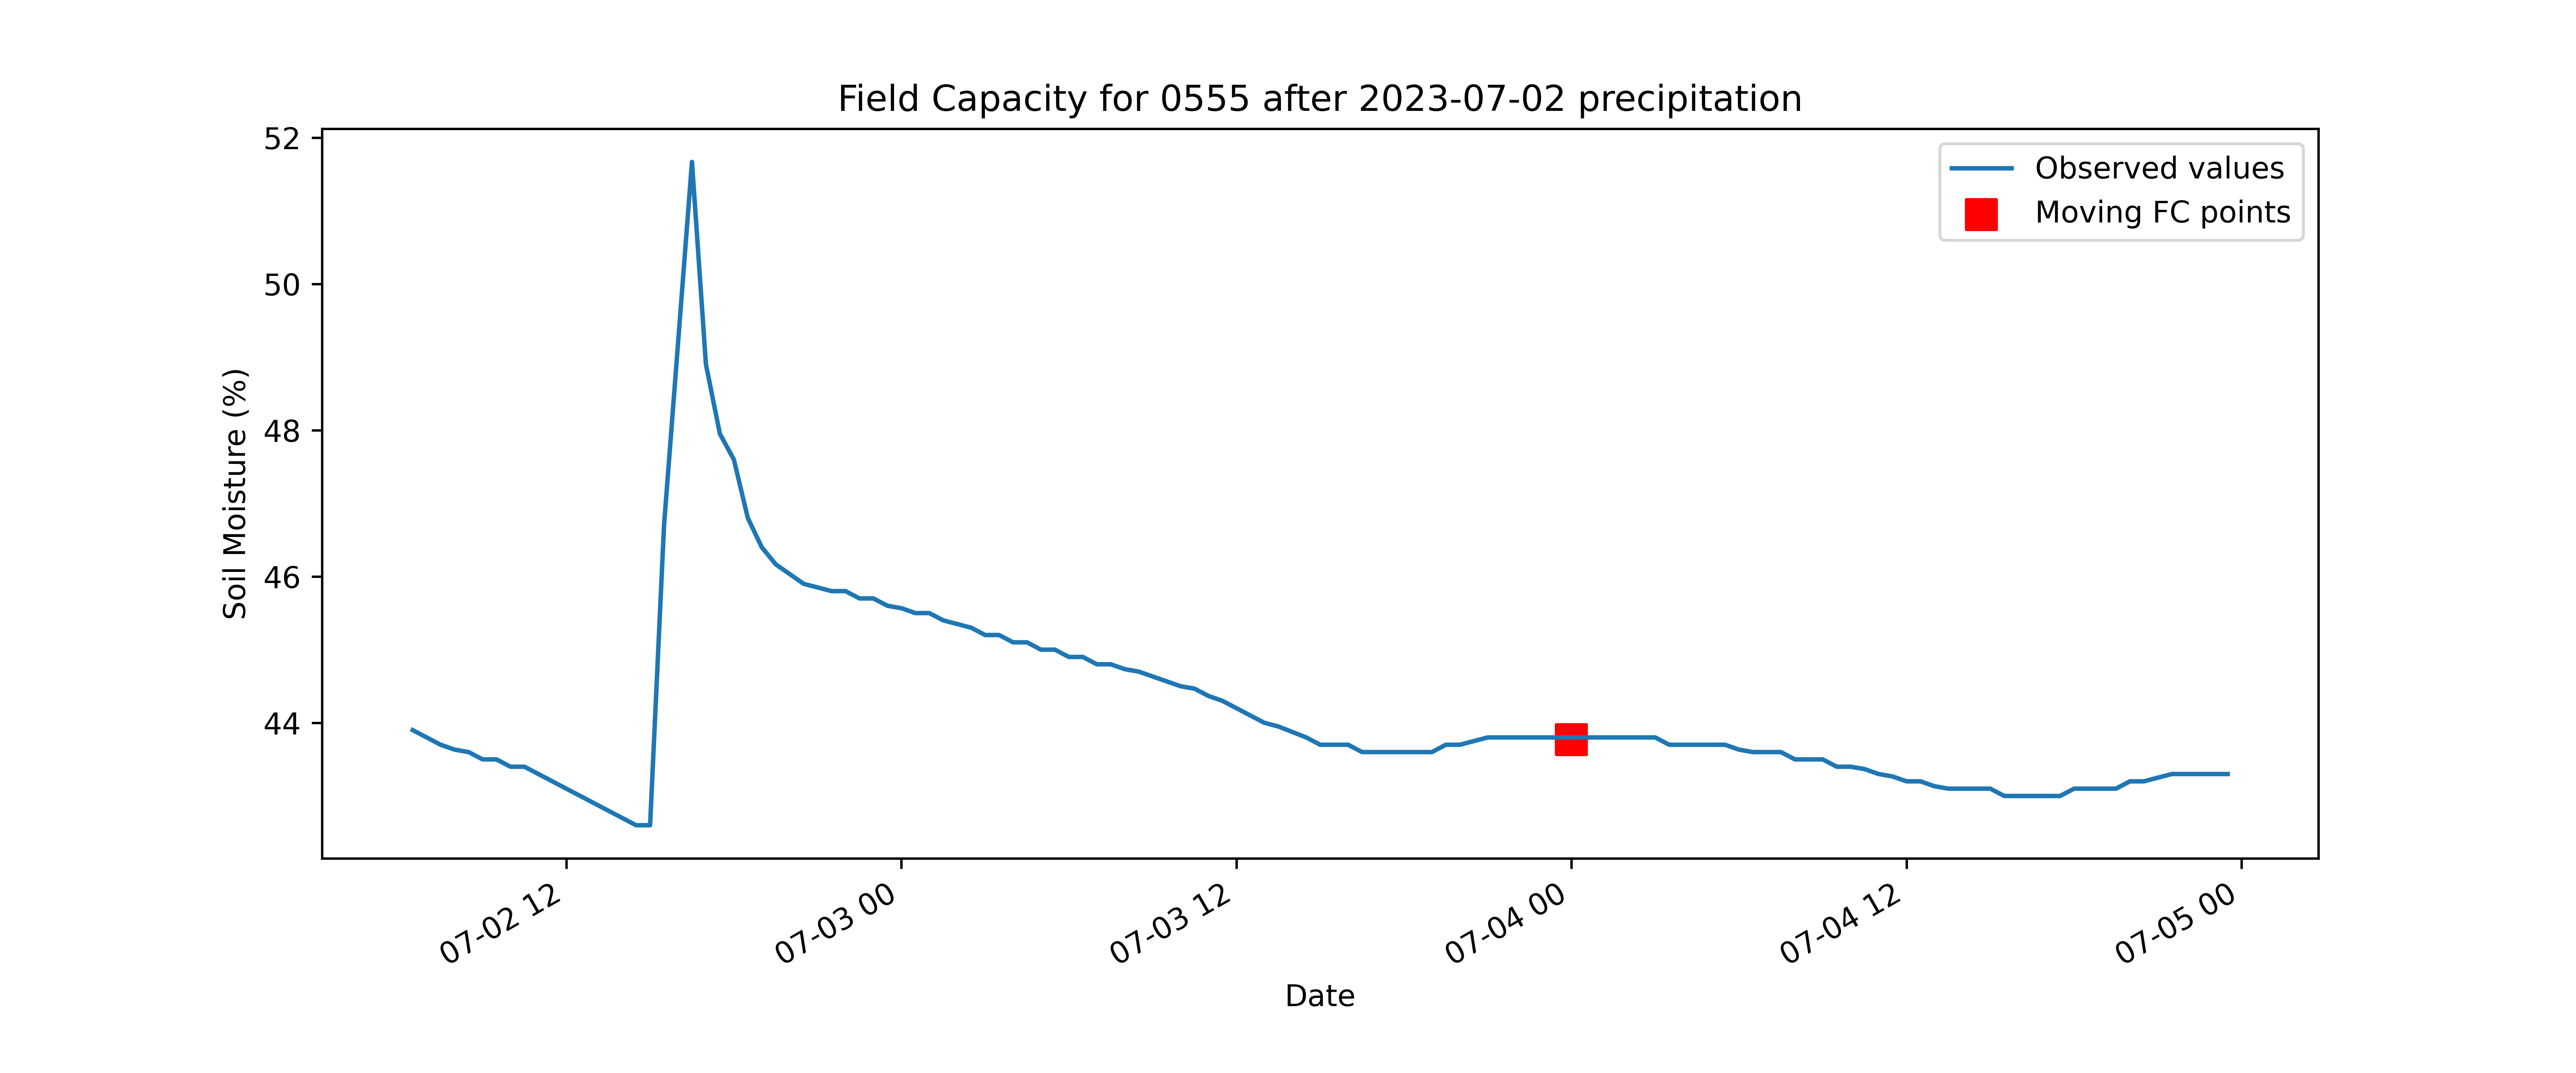 Field Capacity for 0555 after 2023-07-02 precipitation
Observed values
Moving FC points
Soil Moisture (%)
52
50
48
46
44
07-02 12
07-03 00
07-03 12
07-04 00
07-04 12
07-05 00
Date